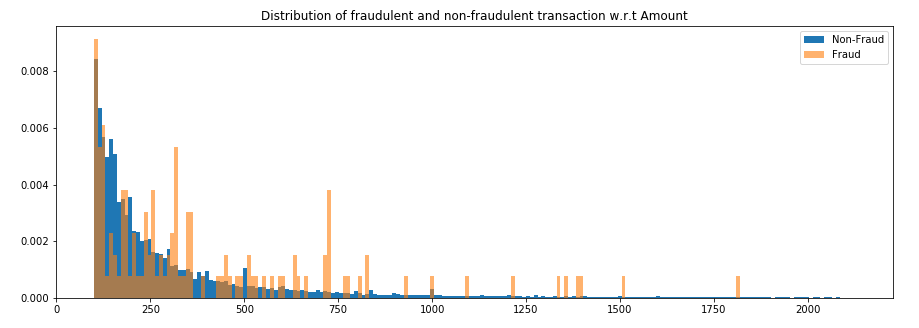 Distribution of fraudulent and non-fraudulent transaction w.r.t Amount
Non-Fraud
Fraud
0.008
0.006
0.004
0.002
0.000
0 250 500 750 1000 1250 1500 1750 2000